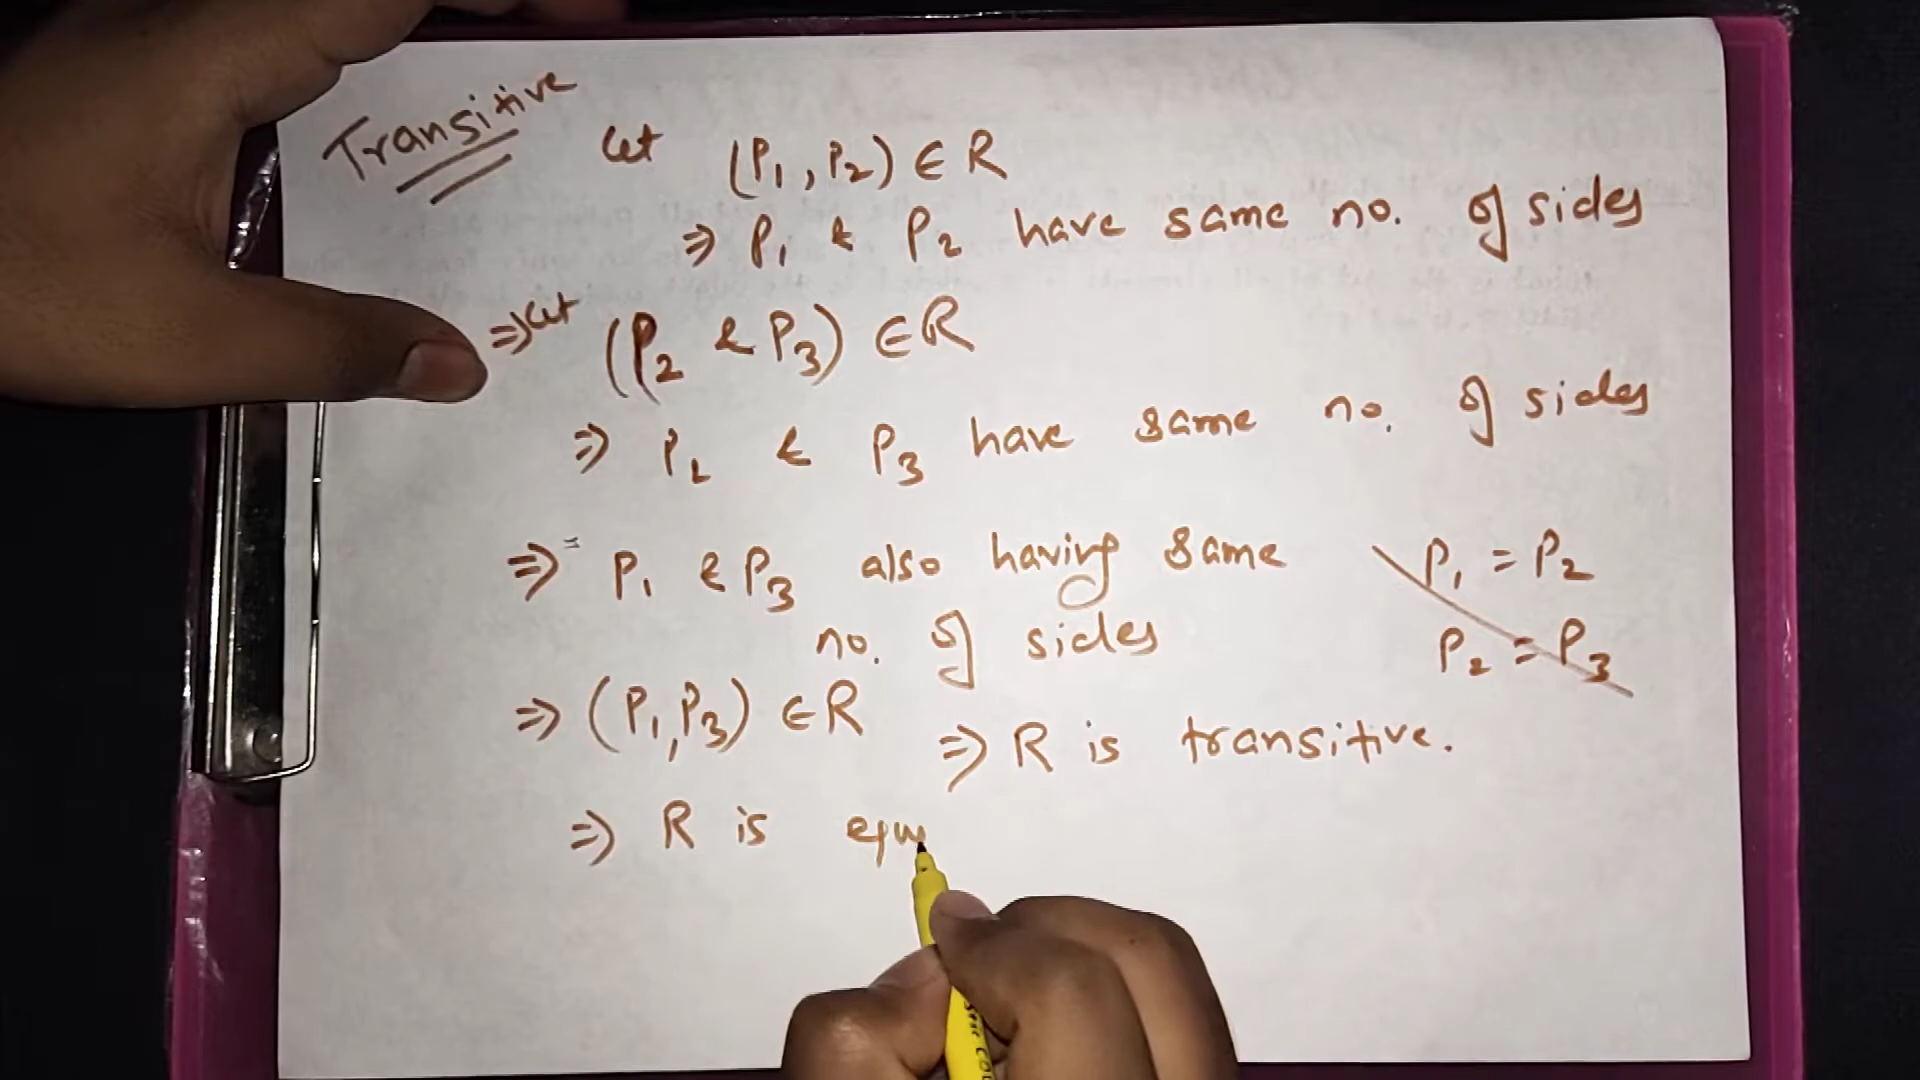 Transitive Let (P1, P2) ∈ R
⇒ P1 & P2 have same no. of sides
⇒ let (P2 & P3) ∈ R
⇒ P2 & P3 have same no. of sides
⇒ P1 & P3 also having same
no. of sides
P1 = P2
P2 = P3
⇒ (P1, P3) ∈ R
⇒ R is transitive.
⇒ R is equ